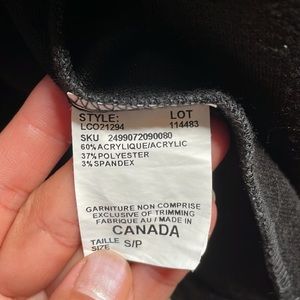 STYLE: LOT
LCO21294 114483
SKU 2499072090080
60%ACRYLIQUE/ACRYLIC
37%POLYESTER
3%SPANDEX
GARNITURE NON COMPRISE
EXCLUSIVE OF TRIMMING
FABRIQUE AU / MADE IN
CANADA
TAILLE S/P
SIZE